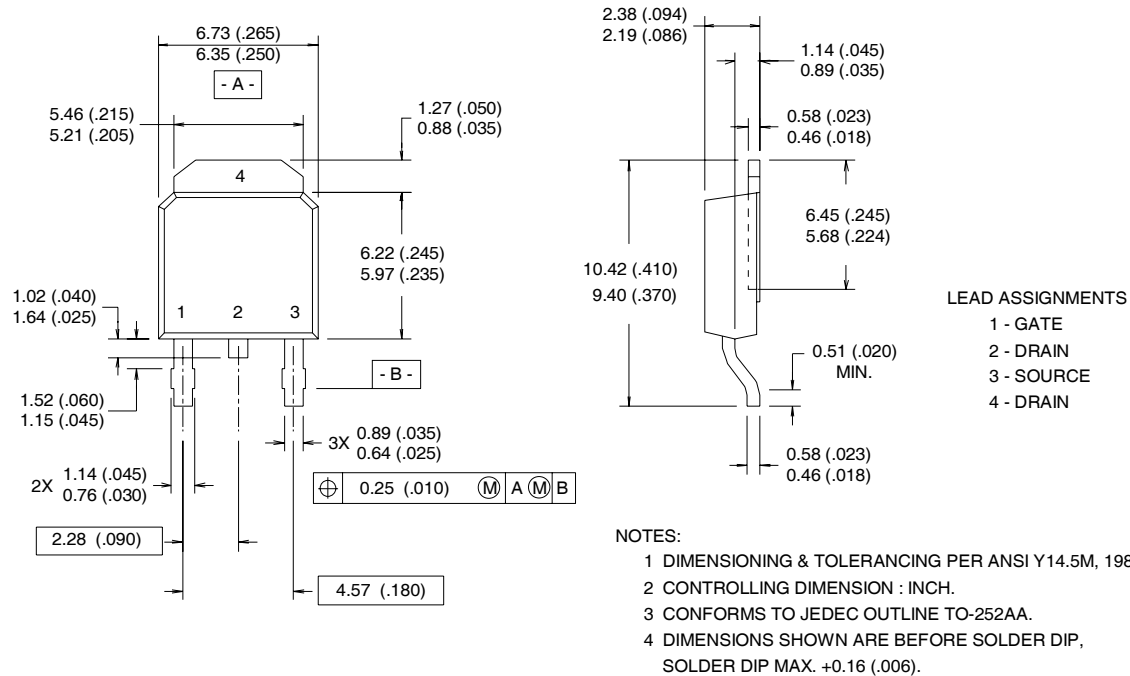 6.73 (.265)
6.35 (.250)
- A -
5.46 (.215)
5.21 (.205)
1.27 (.050)
0.88 (.035)
4
6.22 (.245)
5.97 (.235)
1.02 (.040)
1.64 (.025)
1 2 3
- B -
1.52 (.060)
1.15 (.045)
3X 0.89 (.035)
0.64 (.025)
2X 1.14 (.045)
0.76 (.030)
⌖ 0.25 (.010) Ⓜ A Ⓜ B
2.28 (.090)
4.57 (.180)
2.38 (.094)
2.19 (.086)
1.14 (.045)
0.89 (.035)
0.58 (.023)
0.46 (.018)
6.45 (.245)
5.68 (.224)
10.42 (.410)
9.40 (.370)
0.51 (.020)
MIN.
0.58 (.023)
0.46 (.018)
LEAD ASSIGNMENTS
1 - GATE
2 - DRAIN
3 - SOURCE
4 - DRAIN
NOTES:
1 DIMENSIONING & TOLERANCING PER ANSI Y14.5M, 198
2 CONTROLLING DIMENSION : INCH.
3 CONFORMS TO JEDEC OUTLINE TO-252AA.
4 DIMENSIONS SHOWN ARE BEFORE SOLDER DIP,
SOLDER DIP MAX. +0.16 (.006).